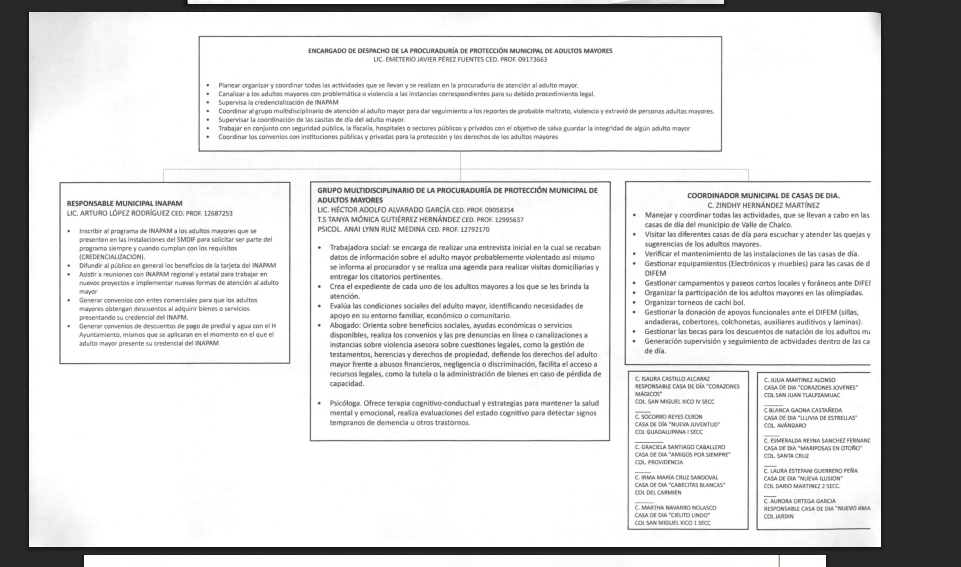 ENCARGADO DE DESPACHO DE LA PROCURADURÍA DE PROTECCIÓN MUNICIPAL DE ADULTOS MAYORES
LIC. EMETERIO JAVIER PÉREZ FUENTES CED. PROF. 09173663
• Planear organizar y coordinar todas las actividades que se llevan y se realizan en la procuraduría de atención al adulto mayor.
• Canalizar a los adultos mayores con problemática o violencia a las instancias correspondientes para su debido procedimiento legal.
• Supervisa la credencialización de INAPAM
• Coordinar al grupo multidisciplinario de atención al adulto mayor para dar seguimiento a los reportes de probable maltrato, violencia y extravió de personas adultas mayores.
• Supervisar la coordinación de las casitas de día del adulto mayor.
• Trabajar en conjunto con seguridad pública, la fiscalía, hospitales o sectores públicos y privados con el objetivo de salva guardar la integridad de algún adulto mayor
• Coordinar los convenios con instituciones públicas y privadas para la protección y los derechos de los adultos mayores
RESPONSABLE MUNICIPAL INAPAM
LIC. ARTURO LÓPEZ RODRÍGUEZ CED. PROF. 12687253
• Inscribir al programa de INAPAM a los adultos mayores que se
presenten en las instalaciones del SMDIF para solicitar ser parte del
programa siempre y cuando cumplan con los requisitos
(CREDENCIALIZACION).
• Difundir al público en general los beneficios de la tarjeta del INAPAM
• Asistir a reuniones con INAPAM regional y estatal para trabajar en
nuevos proyectos e implementar nuevas formas de atención al adulto
mayor
• Generar convenios con entes comerciales para que los adultos
mayores obtengan descuentos al adquirir bienes o servicios
presentando su credencial del INAPM.
• Generar convenios de descuentos de pago de predial y agua con el H
Ayuntamiento, mismos que se aplicaran en el momento en el que el
adulto mayor presente su credencial del INAPAM
GRUPO MULTIDISCIPLINARIO DE LA PROCURADURÍA DE PROTECCIÓN MUNICIPAL DE
ADULTOS MAYORES
LIC. HÉCTOR ADOLFO ALVARADO GARCÍA CED. PROF. 09058354
T.S TANYA MÓNICA GUTIÉRREZ HERNÁNDEZ CED. PROF. 12995637
PSICOL. ANAI LYNN RUIZ MEDINA CED. PROF. 12792170
• Trabajadora social: se encarga de realizar una entrevista inicial en la cual se recaban
datos de información sobre el adulto mayor probablemente violentado así mismo
se informa al procurador y se realiza una agenda para realizar visitas domiciliarias y
entregar los citatorios pertinentes.
• Crea el expediente de cada uno de los adultos mayores a los que se les brinda la
atención.
• Evalúa las condiciones sociales del adulto mayor, identificando necesidades de
apoyo en su entorno familiar, económico o comunitario.
• Abogado: Orienta sobre beneficios sociales, ayudas económicas o servicios
disponibles, realiza los convenios y las pre denuncias en línea o canalizaciones a
instancias sobre violencia asesora sobre cuestiones legales, como la gestión de
testamentos, herencias y derechos de propiedad, defiende los derechos del adulto
mayor frente a abusos financieros, negligencia o discriminación, facilita el acceso a
recursos legales, como la tutela o la administración de bienes en caso de pérdida de
capacidad.
• Psicóloga. Ofrece terapia cognitivo-conductual y estrategias para mantener la salud
mental y emocional, realiza evaluaciones del estado cognitivo para detectar signos
tempranos de demencia u otros trastornos.
COORDINADOR MUNICIPAL DE CASAS DE DIA.
C. ZINDHY HERNÁNDEZ MARTÍNEZ
• Manejar y coordinar todas las actividades, que se llevan a cabo en las
casas de día del municipio de Valle de Chalco.
• Visitar las diferentes casas de día para escuchar y atender las quejas y
sugerencias de los adultos mayores.
• Verificar el mantenimiento de las instalaciones de las casas de día.
• Gestionar equipamientos (Electrónicos y muebles) para las casas de d
DIFEM
• Gestionar campamentos y paseos cortos locales y foráneos ante DIFEM
• Organizar la participación de los adultos mayores en las olimpiadas.
• Organizar torneos de cachi bol.
• Gestionar la donación de apoyos funcionales ante el DIFEM (sillas,
andaderas, cobertores, colchonetas, auxiliares auditivos y laminas).
• Gestionar las becas para los descuentos de natación de los adultos ma
• Generación supervisión y seguimiento de actividades dentro de las ca
de día.
C. ISAURA CASTILLO ALCARAZ
RESPONSABLE CASA DE DÍA "CORAZONES
MÁGICOS"
COL. SAN MIGUEL XICO IV SECC
C. SOCORRO REYES CERON
CASA DE DÍA "NUEVA JUVENTUD"
COL GUADALUPANA I SECC
C. GRACIELA SANTIAGO CABALLERO
CASA DE DIA "AMIGOS POR SIEMPRE"
COL. PROVIDENCIA
C. IRMA MARÍA CRUZ SANDOVAL
CASA DE DIA "CABECITAS BLANCAS"
COL DEL CARMEN
C. MARTHA NAVARRO NOLASCO
CASA DE DIA "CIELITO LINDO"
COL SAN MIGUEL XICO 1 SECC
C. JULIA MARTINEZ ALONSO
CASA DE DIA "CORAZONES JOVENES"
COL SAN JUAN TLALPIZAMUAC
C BLANCA GAONA CASTAÑEDA
CASA DE DIA "LLUVIA DE ESTRELLAS"
COL. AVÁNDARO
C. ESMERALDA REYNA SANCHEZ FERNANE
CASA DE DIA "MARIPOSAS EN OTOÑO"
COL. SANTA CRUZ
C. LAURA ESTEFANI GUERRERO PEÑA
CASA DE DIA "NUEVA ILUSION"
COL DARIO MARTINEZ 2 SECC.
C. AURORA ORTEGA GARCIA
RESPONSABLE CASA DE DIA "NUEVO AMA
COL JARDIN